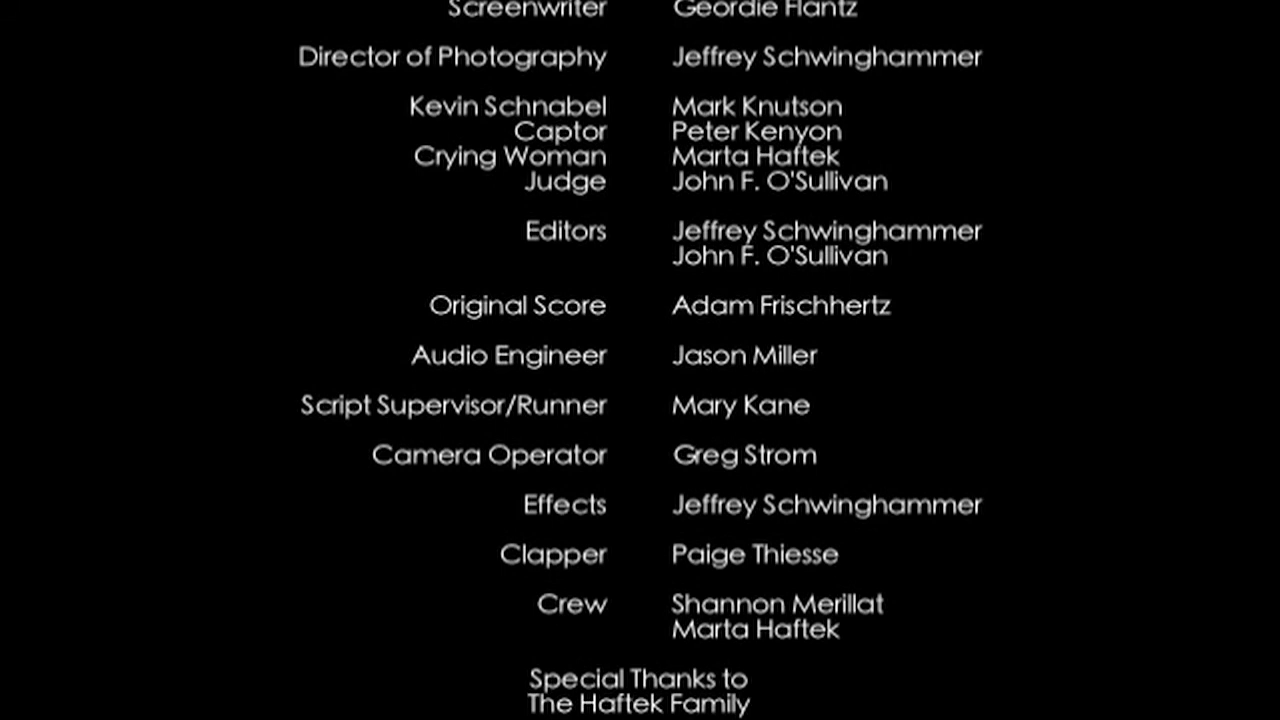 Screenwriter Geordie Flantz
Director of Photography Jeffrey Schwinghammer
Kevin Schnabel Mark Knutson
Captor Peter Kenyon
Crying Woman Marta Haftek
Judge John F. O'Sullivan
Editors Jeffrey Schwinghammer
John F. O'Sullivan
Original Score Adam Frischhertz
Audio Engineer Jason Miller
Script Supervisor/Runner Mary Kane
Camera Operator Greg Strom
Effects Jeffrey Schwinghammer
Clapper Paige Thiesse
Crew Shannon Merillat
Marta Haftek
Special Thanks to
The Haftek Family